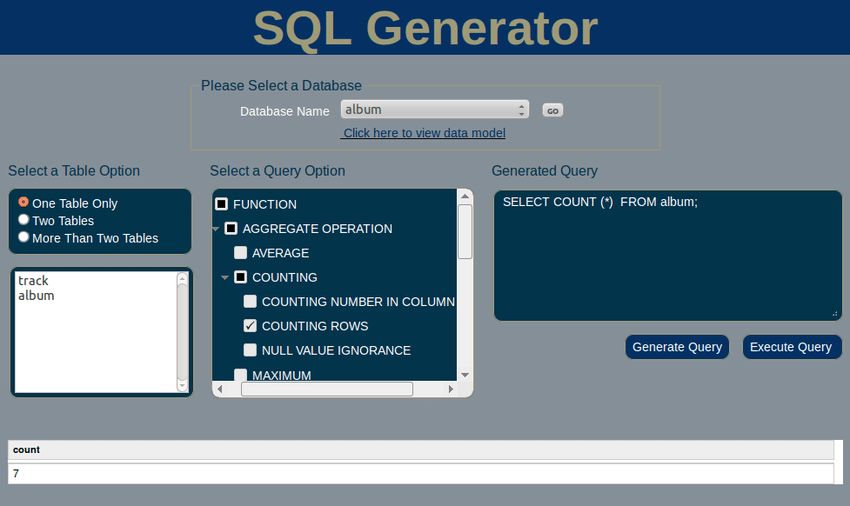 SQL Generator
Please Select a Database
Database Name album GO
Click here to view data model
Select a Table Option
One Table Only
Two Tables
More Than Two Tables
track
album
Select a Query Option
FUNCTION
AGGREGATE OPERATION
AVERAGE
COUNTING
COUNTING NUMBER IN COLUMN
COUNTING ROWS
NULL VALUE IGNORANCE
MAXIMUM
Generated Query
SELECT COUNT (*)  FROM album;
Generate Query Execute Query
count
7